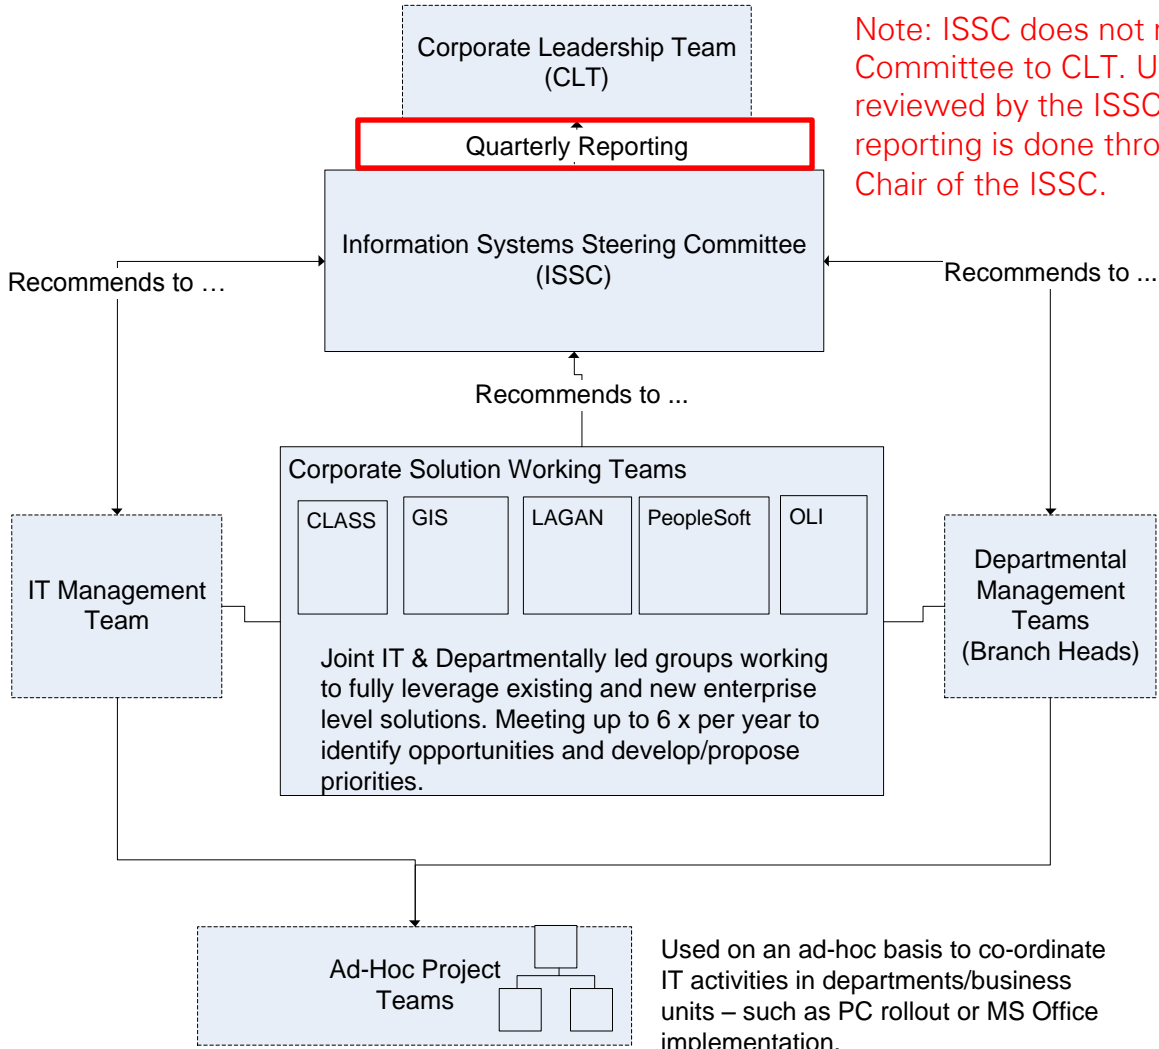 Corporate Leadership Team
(CLT)
Note: ISSC does not
Committee to CLT.
reviewed by the ISSC
reporting is done
Chair of the ISSC.
Quarterly Reporting
Information Systems Steering Committee
(ISSC)
Recommends to …
Recommends to ...
Recommends to ...
Corporate Solution Working Teams
CLASS
GIS
LAGAN
PeopleSoft
OLI
IT Management
Team
Departmental
Management
Teams
(Branch Heads)
Joint IT & Departmentally led groups working
to fully leverage existing and new enterprise
level solutions. Meeting up to 6 x per year to
identify opportunities and develop/propose
priorities.
Ad-Hoc Project
Teams
Used on an ad-hoc basis to co-ordinate
IT activities in departments/business
units – such as PC rollout or MS Office
implementation.